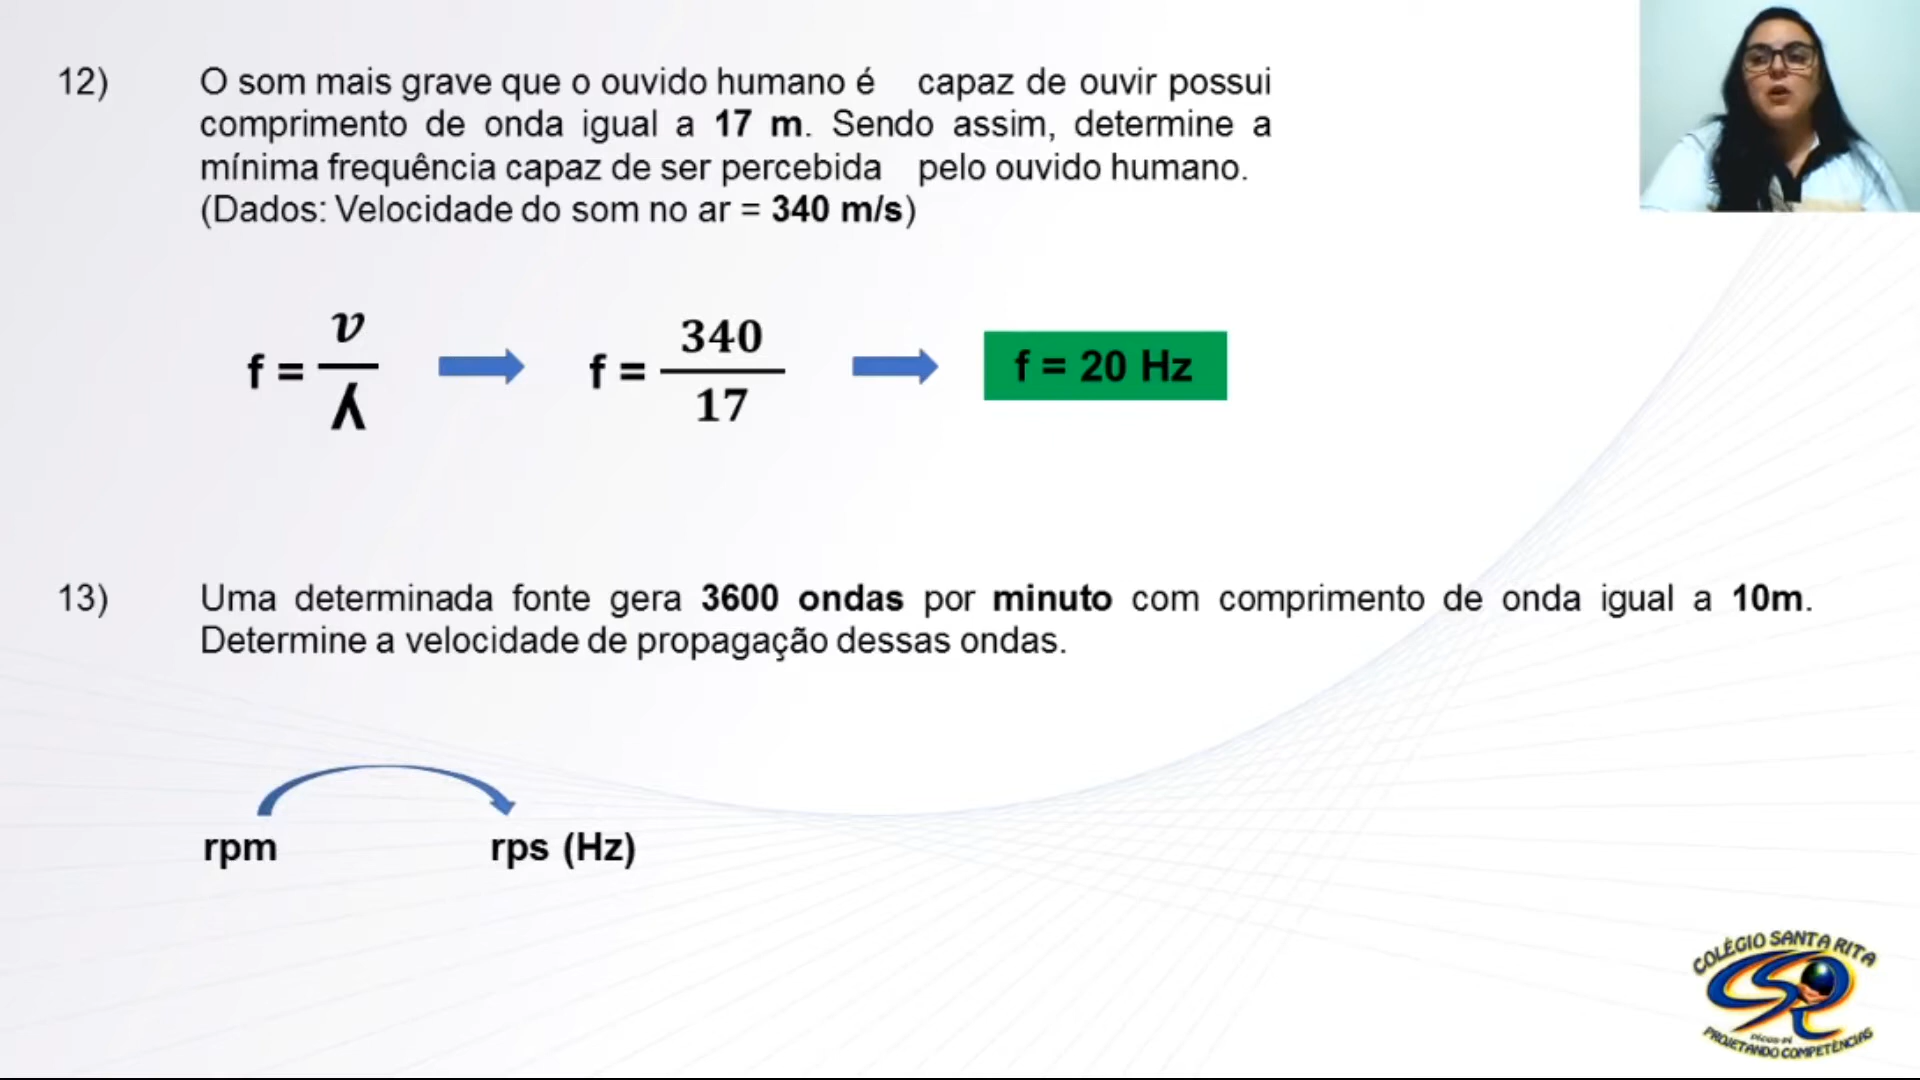 12) O som mais grave que o ouvido humano é capaz de ouvir possui
comprimento de onda igual a 17 m. Sendo assim, determine a
mínima frequência capaz de ser percebida pelo ouvido humano.
(Dados: Velocidade do som no ar = 340 m/s)
f = v/λ
f = 340/17
f = 20 Hz
13) Uma determinada fonte gera 3600 ondas por minuto com comprimento de onda igual a 10m.
Determine a velocidade de propagação dessas ondas.
rpm rps (Hz)
COLÉGIO SANTA RITA
PICOS-PI
PROJETANDO COMPETÊNCIAS